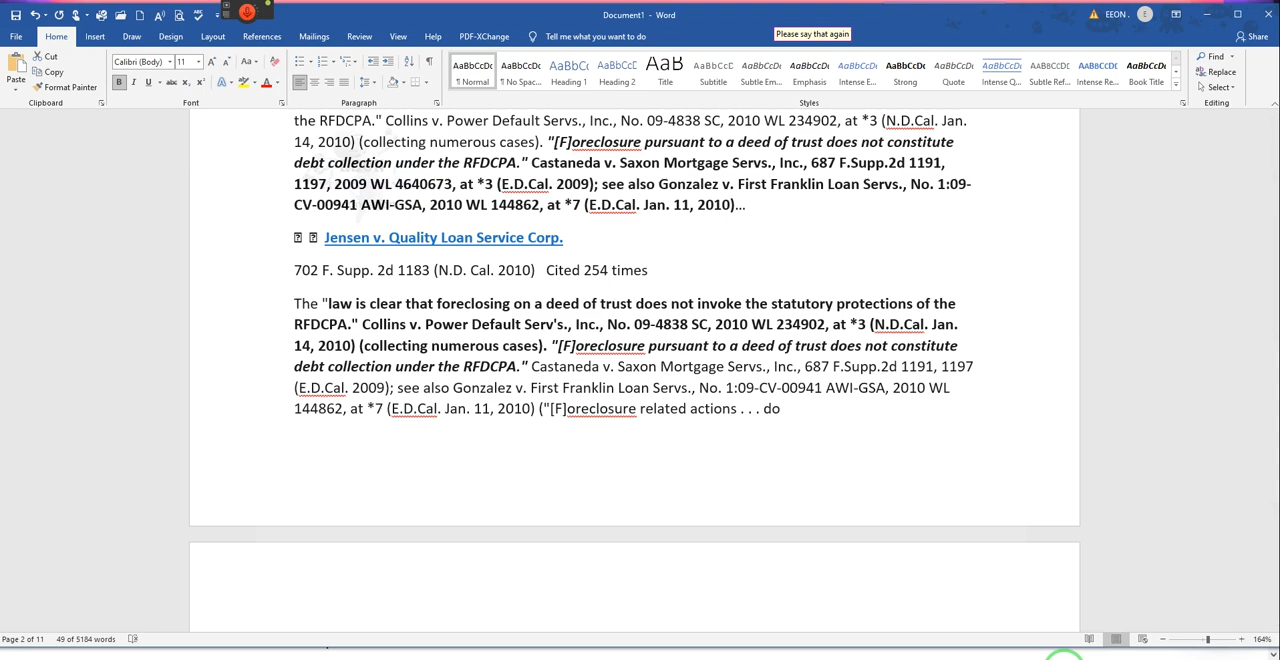 Document1 - Word
EEON .
E
File
Home
Insert
Draw
Design
Layout
References
Mailings
Review
View
Help
PDF-XChange
Tell me what you want to do
Please say that again
Share
Paste
Cut
Copy
Format Painter
Clipboard
Calibri (Body)
11
Font
Paragraph
AaBbCcDc ¶ Normal
AaBbCcDc ¶ No Spac...
AaBbCc Heading 1
AaBbCc Heading 2
AaB Title
AaBbCcC Subtitle
AaBbCcDc Subtle Em...
AaBbCcDc Emphasis
AaBbCcDc Intense E...
AaBbCcDc Strong
AaBbCcDc Quote
AaBbCcDc Intense Q...
AaBbCcDc Subtle Ref...
AaBbCcDc Intense Re...
AaBbCcDc Book Title
Styles
Find
Replace
Select
Editing
the RFDCPA." Collins v. Power Default Servs., Inc., No. 09-4838 SC, 2010 WL 234902, at *3 (N.D.Cal. Jan.
14, 2010) (collecting numerous cases). "[F]oreclosure pursuant to a deed of trust does not constitute
debt collection under the RFDCPA." Castaneda v. Saxon Mortgage Servs., Inc., 687 F.Supp.2d 1191,
1197, 2009 WL 4640673, at *3 (E.D.Cal. 2009); see also Gonzalez v. First Franklin Loan Servs., No. 1:09-
CV-00941 AWI-GSA, 2010 WL 144862, at *7 (E.D.Cal. Jan. 11, 2010)...
Jensen v. Quality Loan Service Corp.
702 F. Supp. 2d 1183 (N.D. Cal. 2010) Cited 254 times
The "law is clear that foreclosing on a deed of trust does not invoke the statutory protections of the
RFDCPA." Collins v. Power Default Serv's., Inc., No. 09-4838 SC, 2010 WL 234902, at *3 (N.D.Cal. Jan.
14, 2010) (collecting numerous cases). "[F]oreclosure pursuant to a deed of trust does not constitute
debt collection under the RFDCPA." Castaneda v. Saxon Mortgage Servs., Inc., 687 F.Supp.2d 1191, 1197
(E.D.Cal. 2009); see also Gonzalez v. First Franklin Loan Servs., No. 1:09-CV-00941 AWI-GSA, 2010 WL
144862, at *7 (E.D.Cal. Jan. 11, 2010) ("[F]oreclosure related actions . . . do
Page 2 of 11
49 of 5184 words
164%